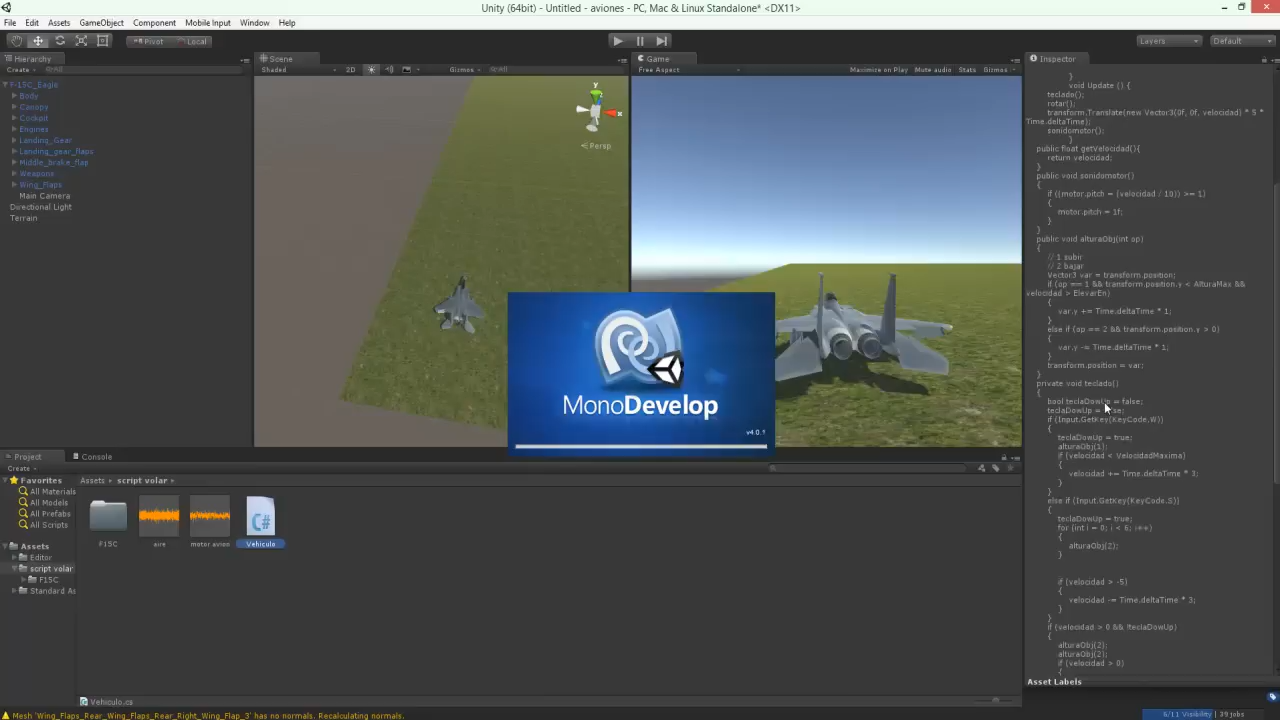 Unity (64bit) - Untitled - aviones - PC, Mac & Linux Standalone* <DX11>
File Edit Assets GameObject Component Mobile Input Window Help
Pivot Local Layers Default
Hierarchy
Create
F-15C_Eagle
Body
Canopy
Cockpit
Engines
Landing_Gear
Landing_gear_flaps
Middle_brake_flap
Weapons
Wing_Flaps
Main Camera
Directional Light
Terrain
Scene
Shaded 2D Gizmos All
Y
Persp
Game
Free Aspect Maximize on Play Mute audio Stats Gizmos
MonoDevelop
v4.0.1
Inspector
}
void Update () {
teclado();
rotar();
transform.Translate(new Vector3(0f, 0f, velocidad) * 5 *
Time.deltaTime);
sonidomotor();
}
public float getVelocidad(){
return velocidad;
}
public void sonidomotor()
{
if ((motor.pitch = (velocidad / 10)) >= 1)
{
motor.pitch = 1f;
}
}
public void alturaObj(int op)
{
// 1 subir
// 2 bajar
Vector3 var = transform.position;
if (op == 1 && transform.position.y < AlturaMax &&
velocidad > ElevarEn)
{
var.y += Time.deltaTime * 1;
}
else if (op == 2 && transform.position.y > 0)
{
var.y -= Time.deltaTime * 1;
}
transform.position = var;
}
private void teclado()
{
bool teclaDowUp = false;
teclaDowUp =
if (Input.GetKey(KeyCode.W))
{
teclaDowUp = true;
alturaObj(1);
if (velocidad < VelocidadMaxima)
{
velocidad += Time.deltaTime * 3;
}
}
else if (Input.GetKey(KeyCode.S))
{
teclaDowUp = true;
for (int i = 0; i < 6; i++)
{
alturaObj(2);
}
if (velocidad > -5)
{
velocidad -= Time.deltaTime * 3;
}
}
if (velocidad > 0 && !teclaDowUp)
{
alturaObj(2);
alturaObj(2);
if (velocidad > 0)
{
Asset Labels
Project Console
Create
Favorites
All Materials
All Models
All Prefabs
All Scripts
Assets
Editor
script volar
F15C
Standard As
Assets script volar
F15C aire motor avion Vehiculo
C#
Vehiculo.cs
Mesh 'Wing_Flaps_Rear_Wing_Flaps_Rear_Right_Wing_Flap_3' has no normals. Recalculating normals.
6/11 Visibility | 39 jobs